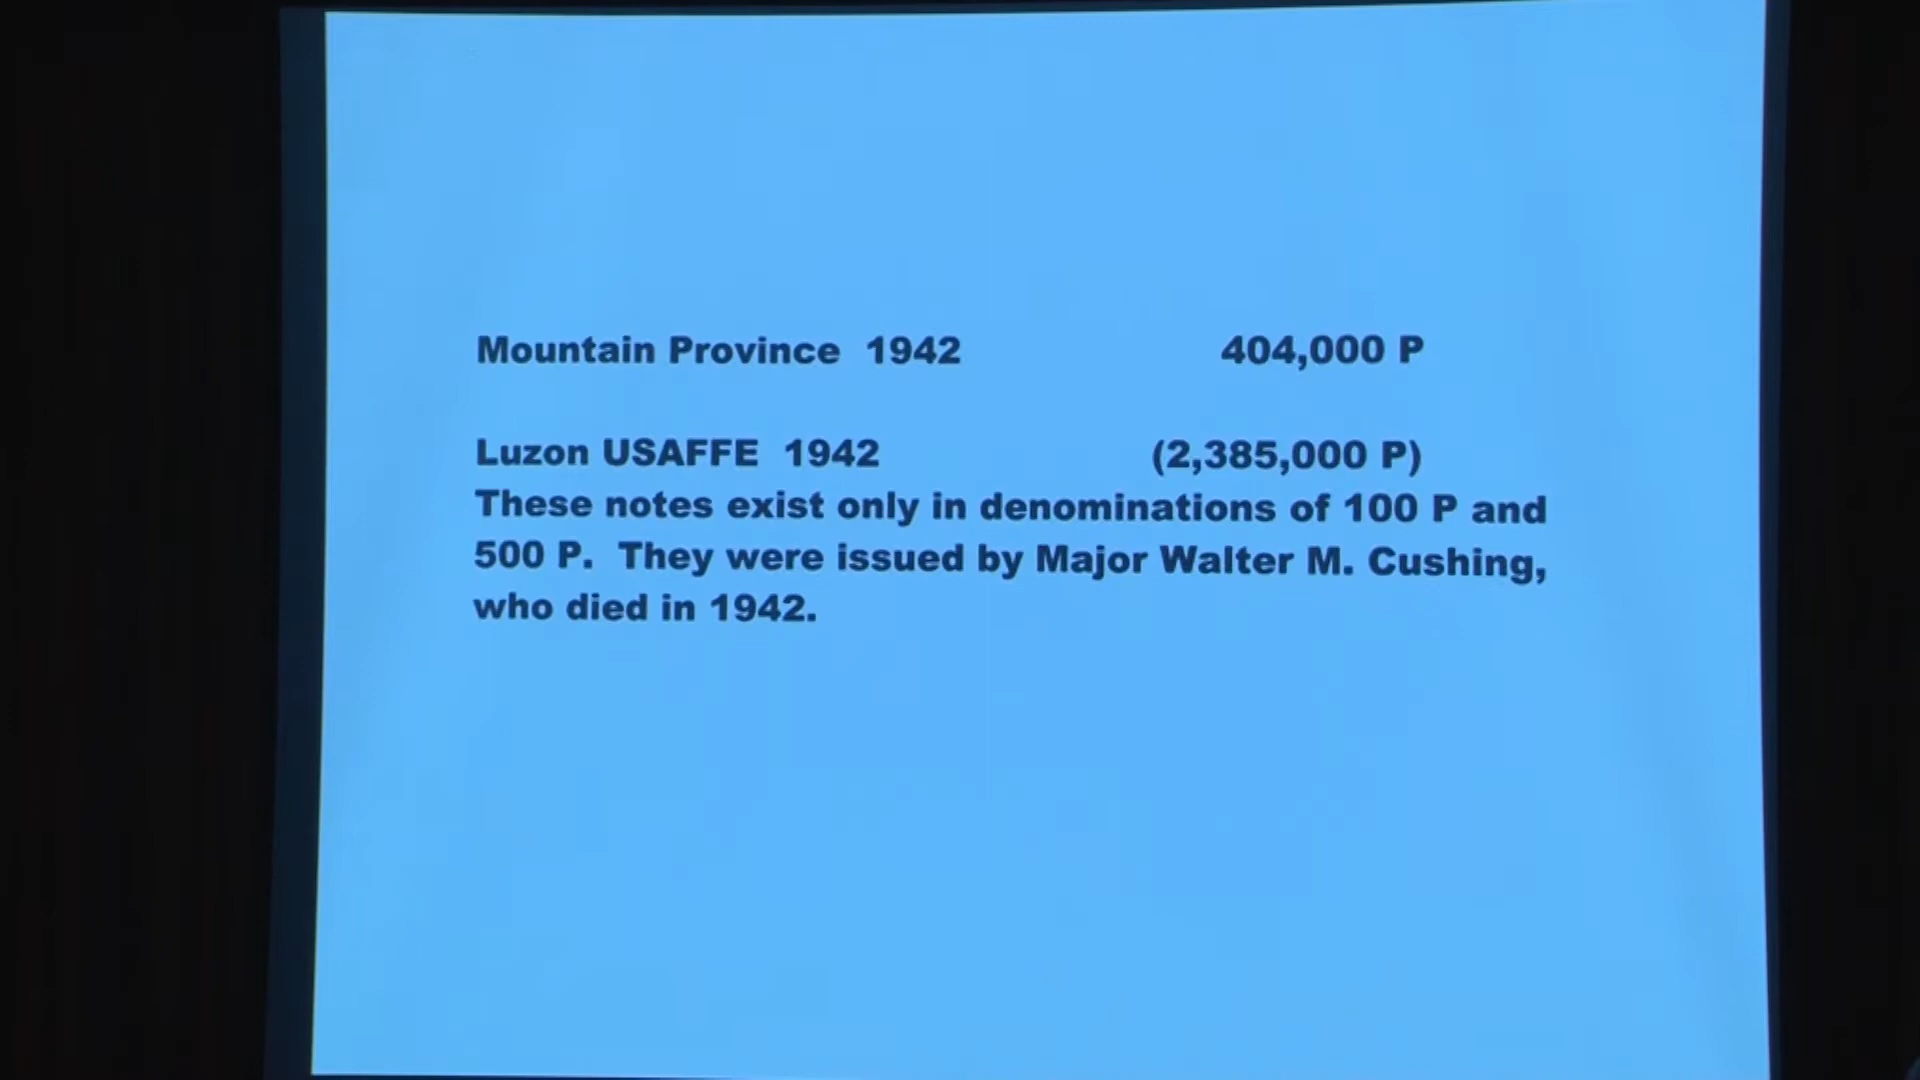 Mountain Province 1942 404,000 P
Luzon USAFFE 1942 (2,385,000 P)
These notes exist only in denominations of 100 P and
500 P. They were issued by Major Walter M. Cushing,
who died in 1942.